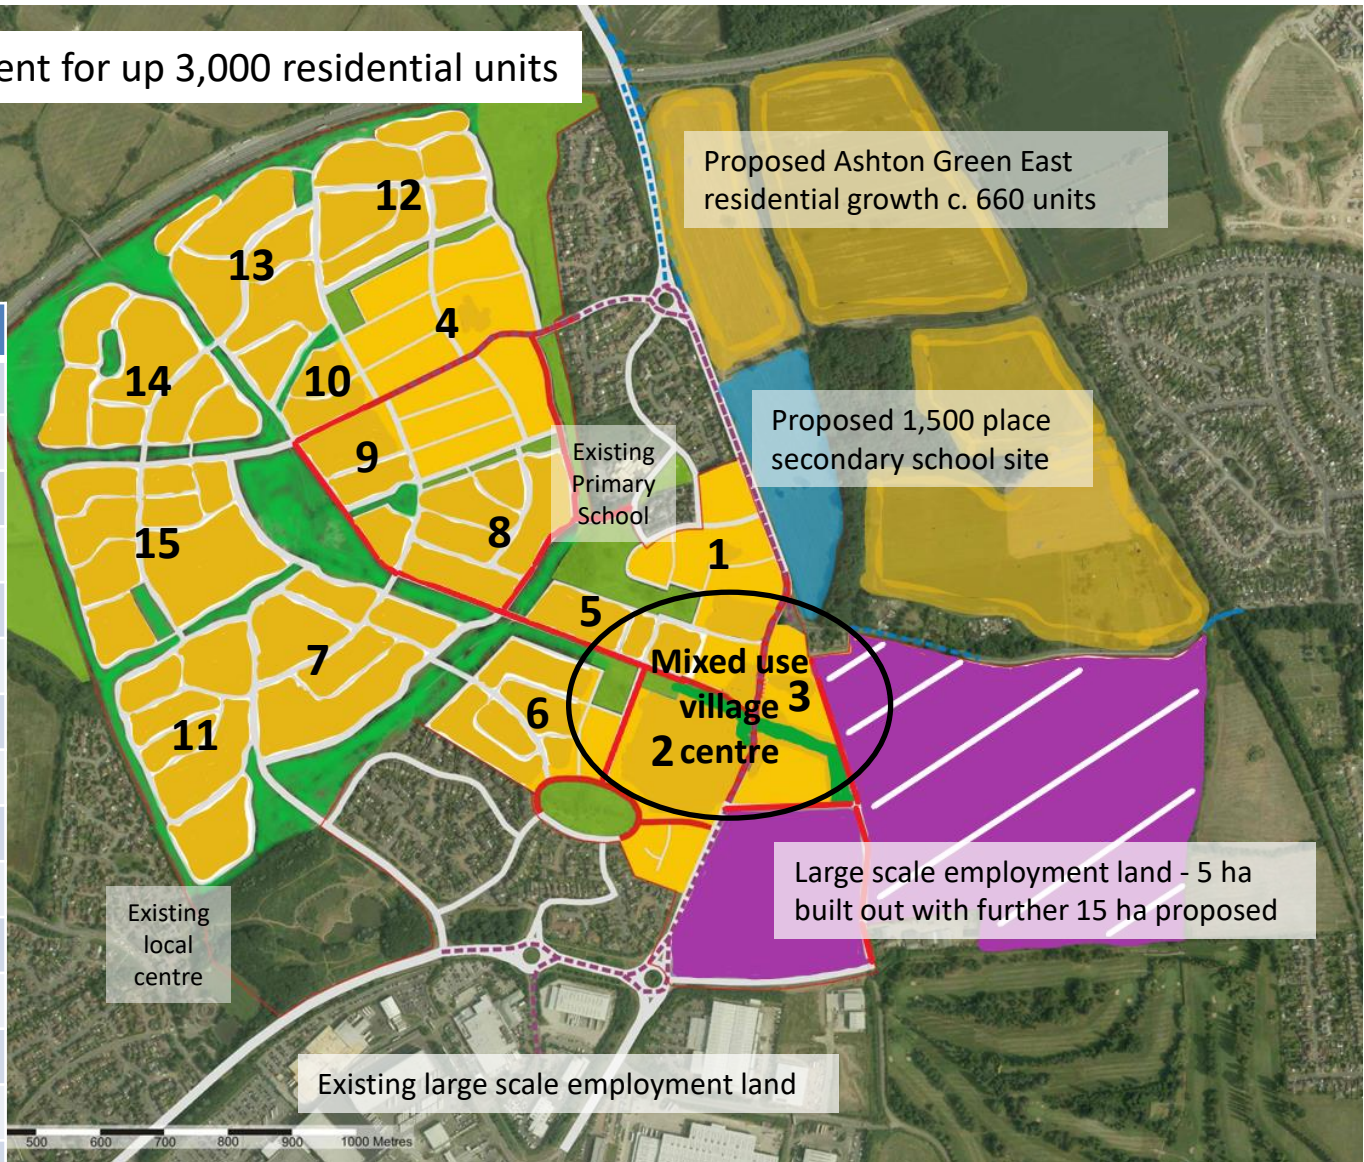 ent for up 3,000 residential units
Proposed Ashton Green East
residential growth c. 660 units
12
13
4
14
10
Proposed 1,500 place
secondary school site
9
Existing
Primary
School
8
15
1
5
7
Mixed use
village
centre
3
6
2
11
Large scale employment land - 5 ha
built out with further 15 ha proposed
Existing
local
centre
Existing large scale employment land
500 600 700 800 900 1000 Metres